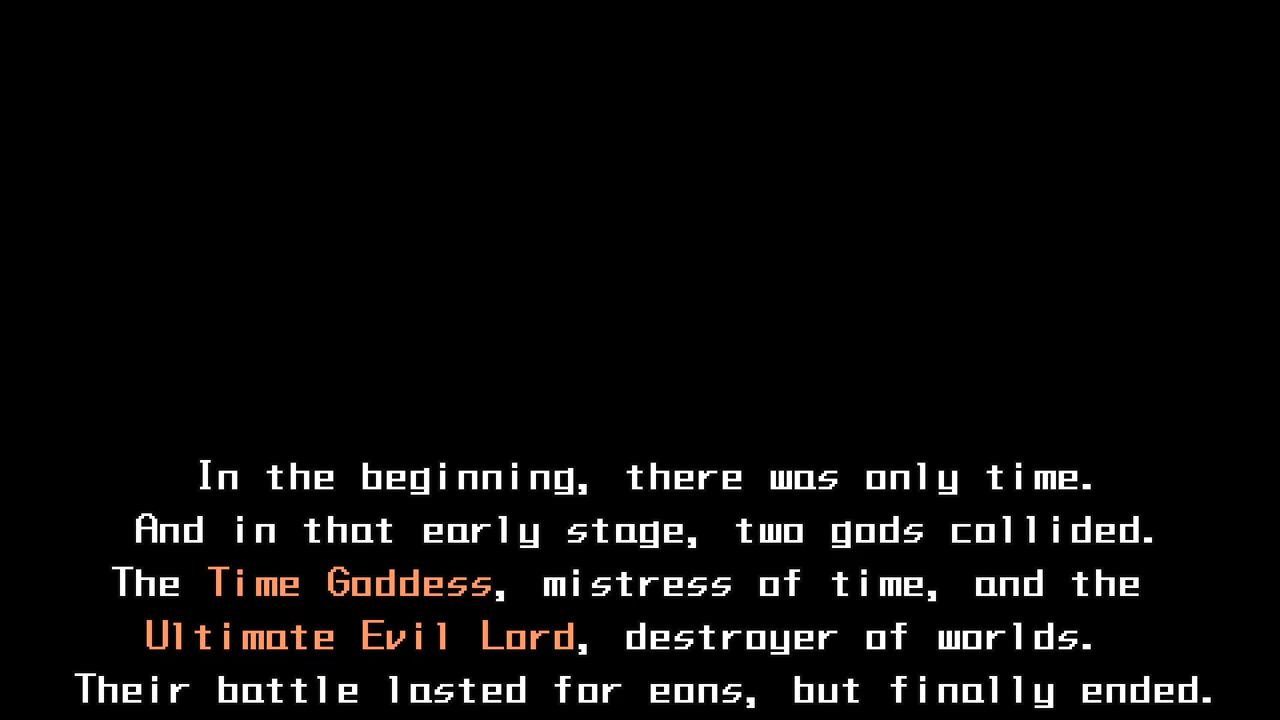 In the beginning, there was only time.
And in that early stage, two gods collided.
The Time Goddess, mistress of time, and the
Ultimate Evil Lord, destroyer of worlds.
Their battle lasted for eons, but finally ended.